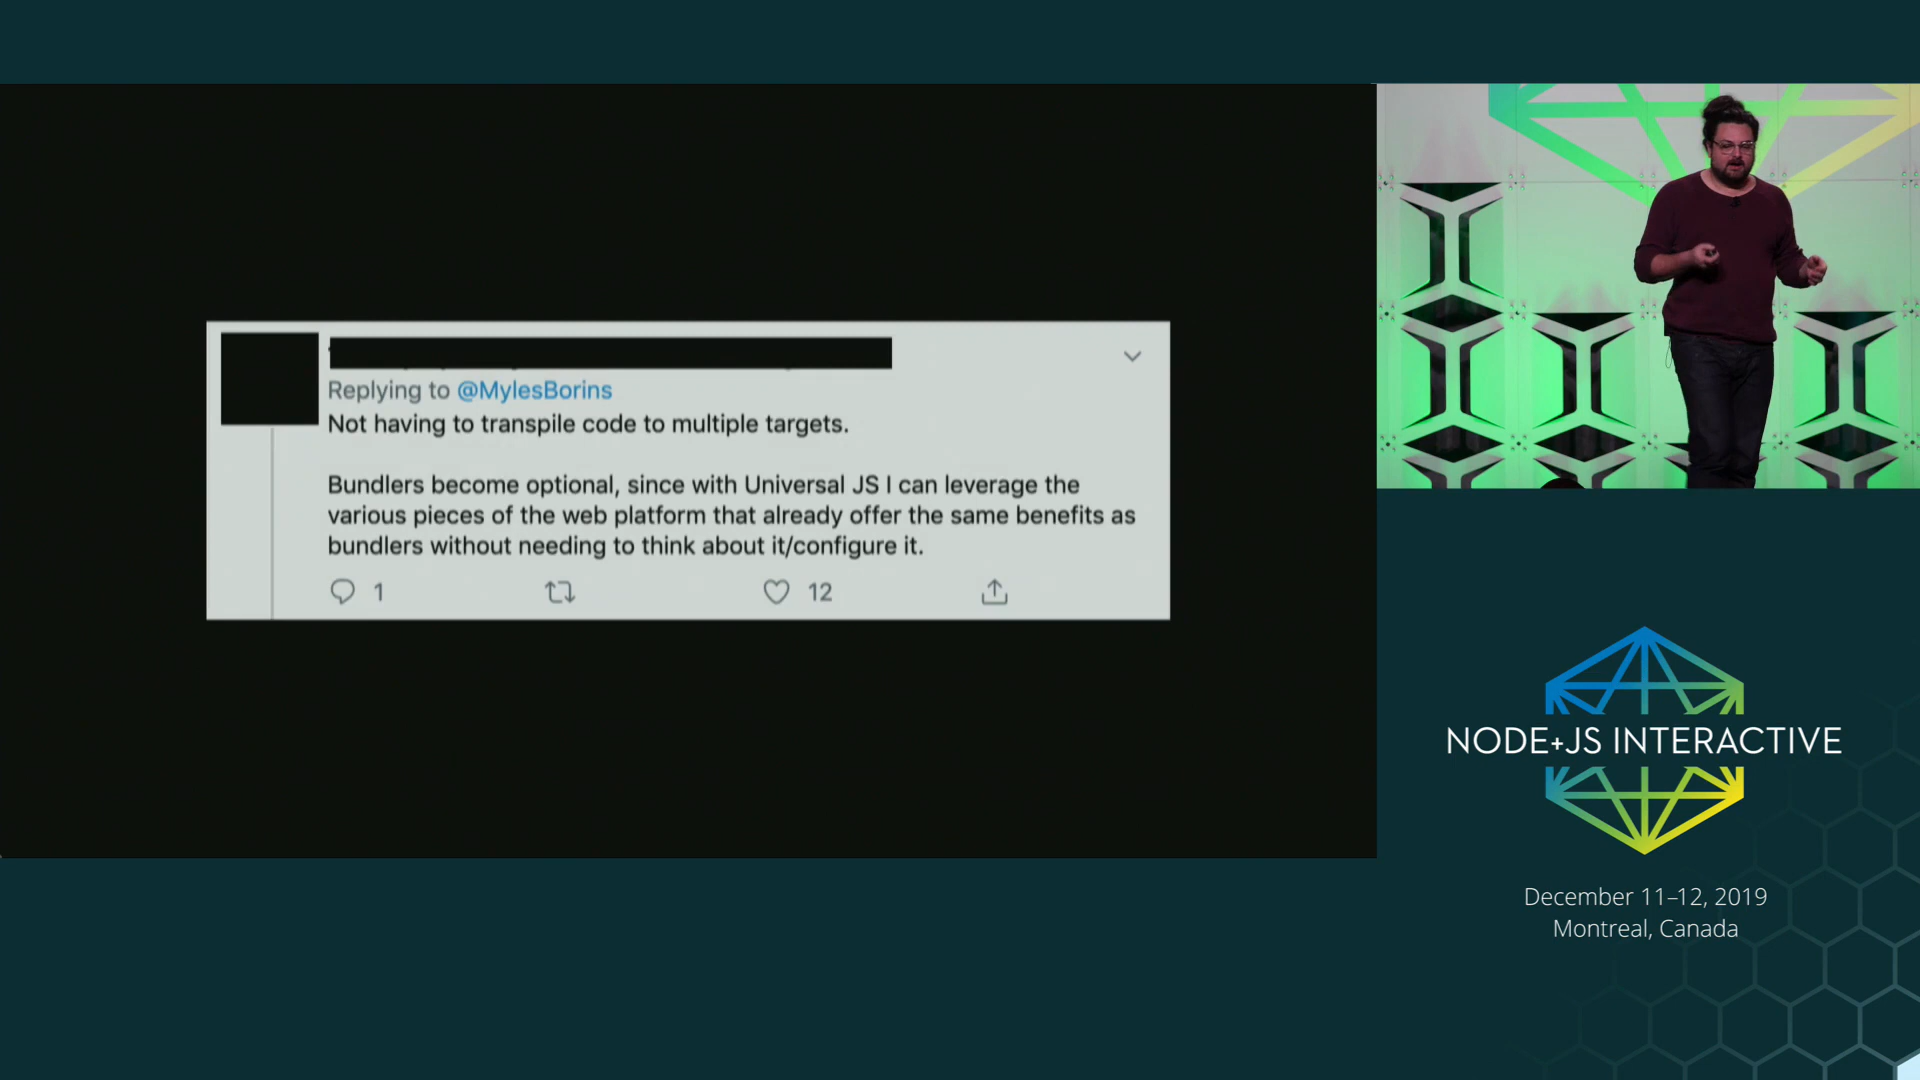 Replying to @MylesBorins
Not having to transpile code to multiple targets.
Bundlers become optional, since with Universal JS I can leverage the
various pieces of the web platform that already offer the same benefits as
bundlers without needing to think about it/configure it.
1
12
NODE+JS INTERACTIVE
December 11–12, 2019
Montreal, Canada